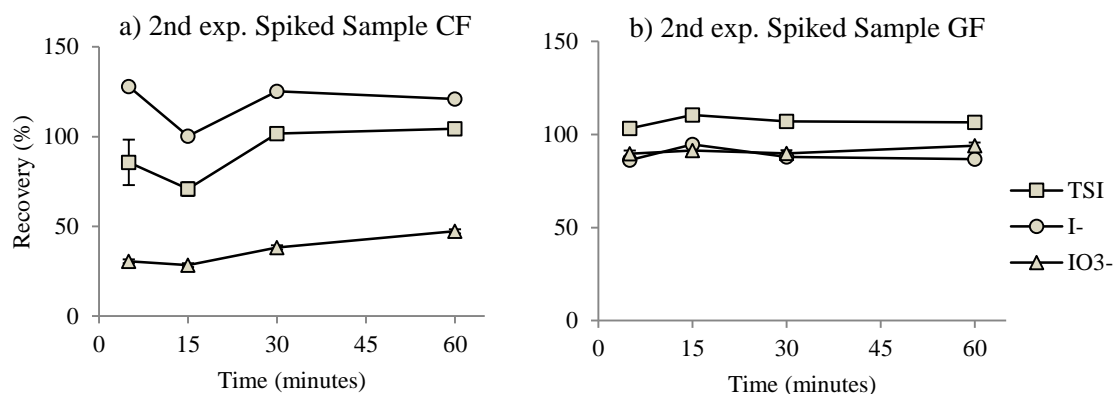 a) 2nd exp. Spiked Sample CF
150
100
50
0
0 15 30 45 60
Recovery (%)
Time (minutes)
b) 2nd exp. Spiked Sample GF
150
100
50
0
0 15 30 45 60
Time (minutes)
TSI
I-
IO3-